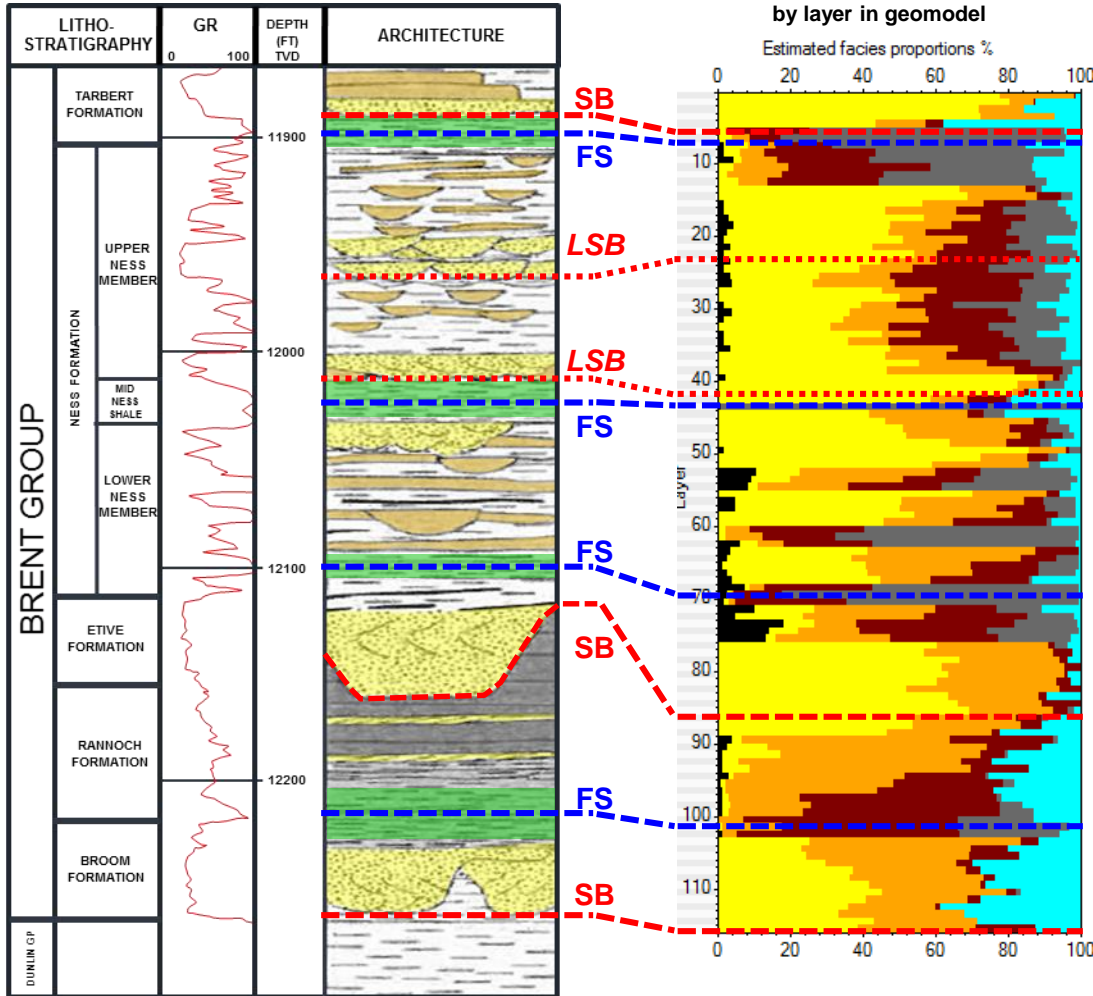 LITHO-
STRATIGRAPHY
GR
0 100
DEPTH
(FT)
TVD
ARCHITECTURE
BRENT GROUP
DUNLIN GP
TARBERT
FORMATION
NESS FORMATION
UPPER
NESS
MEMBER
MID
NESS
SHALE
LOWER
NESS
MEMBER
ETIVE
FORMATION
RANNOCH
FORMATION
BROOM
FORMATION
11900
12000
12100
12200
SB
FS
LSB
LSB
FS
FS
SB
FS
SB
by layer in geomodel
Estimated facies proportions %
0 20 40 60 80 100
Layer
10
20
30
40
50
60
70
80
90
100
110
0 20 40 60 80 100